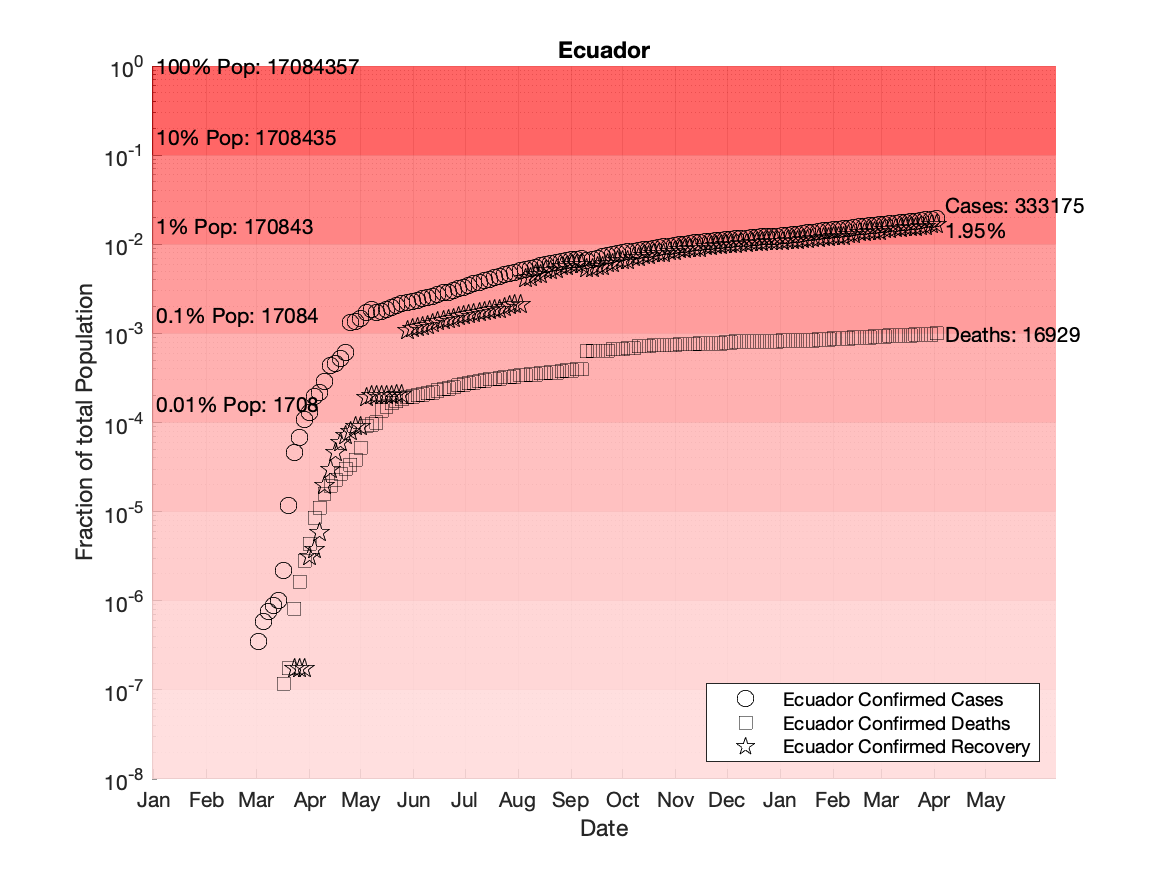 Ecuador
10^0
100% Pop: 17084357
10% Pop: 1708435
10^-1
Cases: 333175
1% Pop: 170843
1.95%
10^-2
0.1% Pop: 17084
10^-3
Deaths: 16929
0.01% Pop: 1708
10^-4
10^-5
10^-6
10^-7
10^-8
Fraction of total Population
Ecuador Confirmed Cases
Ecuador Confirmed Deaths
Ecuador Confirmed Recovery
Jan Feb Mar Apr May Jun Jul Aug Sep Oct Nov Dec Jan Feb Mar Apr May
Date